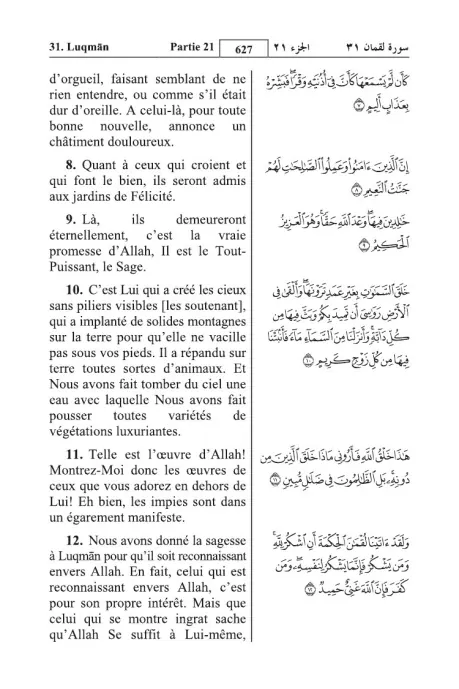 31. Luqmān Partie 21 627 الجزء ٢١ سورة لقمان ٣١
d’orgueil, faisant semblant de ne
rien entendre, ou comme s’il était
dur d’oreille. A celui-là, pour toute
bonne nouvelle, annonce un
châtiment douloureux.
8. Quant à ceux qui croient et
qui font le bien, ils seront admis
aux jardins de Félicité.
9. Là, ils demeureront
éternellement, c’est la vraie
promesse d’Allah, Il est le Tout-
Puissant, le Sage.
10. C’est Lui qui a créé les cieux
sans piliers visibles [les soutenant],
qui a implanté de solides montagnes
sur la terre pour qu’elle ne vacille
pas sous vos pieds. Il a répandu sur
terre toutes sortes d’animaux. Et
Nous avons fait tomber du ciel une
eau avec laquelle Nous avons fait
pousser toutes variétés de
végétations luxuriantes.
11. Telle est l’œuvre d’Allah!
Montrez-Moi donc les œuvres de
ceux que vous adorez en dehors de
Lui! Eh bien, les impies sont dans
un égarement manifeste.
12. Nous avons donné la sagesse
à Luqmān pour qu’il soit reconnaissant
envers Allah. En fait, celui qui est
reconnaissant envers Allah, c’est
pour son propre intérêt. Mais que
celui qui se montre ingrat sache
qu’Allah Se suffit à Lui-même,
كَأَن لَّمْ يَسْمَعْهَا كَأَنَّ فِىٓ أُذُنَيْهِ وَقْرًا ۖ فَبَشِّرْهُ
بِعَذَابٍ أَلِيمٍ ٧
إِنَّ ٱلَّذِينَ ءَامَنُوا۟ وَعَمِلُوا۟ ٱلصَّٰلِحَٰتِ لَهُمْ
جَنَّٰتُ ٱلنَّعِيمِ ٨
خَٰلِدِينَ فِيهَا ۖ وَعْدَ ٱللَّهِ حَقًّا ۚ وَهُوَ ٱلْعَزِيزُ
ٱلْحَكِيمُ ٩
خَلَقَ ٱلسَّمَٰوَٰتِ بِغَيْرِ عَمَدٍ تَرَوْنَهَا ۖ وَأَلْقَىٰ فِى
ٱلْأَرْضِ رَوَٰسِىَ أَن تَمِيدَ بِكُمْ وَبَثَّ فِيهَا مِن
كُلِّ دَآبَّةٍ ۚ وَأَنزَلْنَا مِنَ ٱلسَّمَآءِ مَآءً فَأَنۢبَتْنَا
فِيهَا مِن كُلِّ زَوْجٍ كَرِيمٍ ١٠
هَٰذَا خَلْقُ ٱللَّهِ فَأَرُونِى مَاذَا خَلَقَ ٱلَّذِينَ مِن
دُونِهِۦ ۚ بَلِ ٱلظَّٰلِمُونَ فِى ضَلَٰلٍ مُّبِينٍ ١١
وَلَقَدْ ءَاتَيْنَا لُقْمَٰنَ ٱلْحِكْمَةَ أَنِ ٱشْكُرْ لِلَّهِ ۚ
وَمَن يَشْكُرْ فَإِنَّمَا يَشْكُرُ لِنَفْسِهِۦ ۖ وَمَن
كَفَرَ فَإِنَّ ٱللَّهَ غَنِىٌّ حَمِيدٌ ١٢